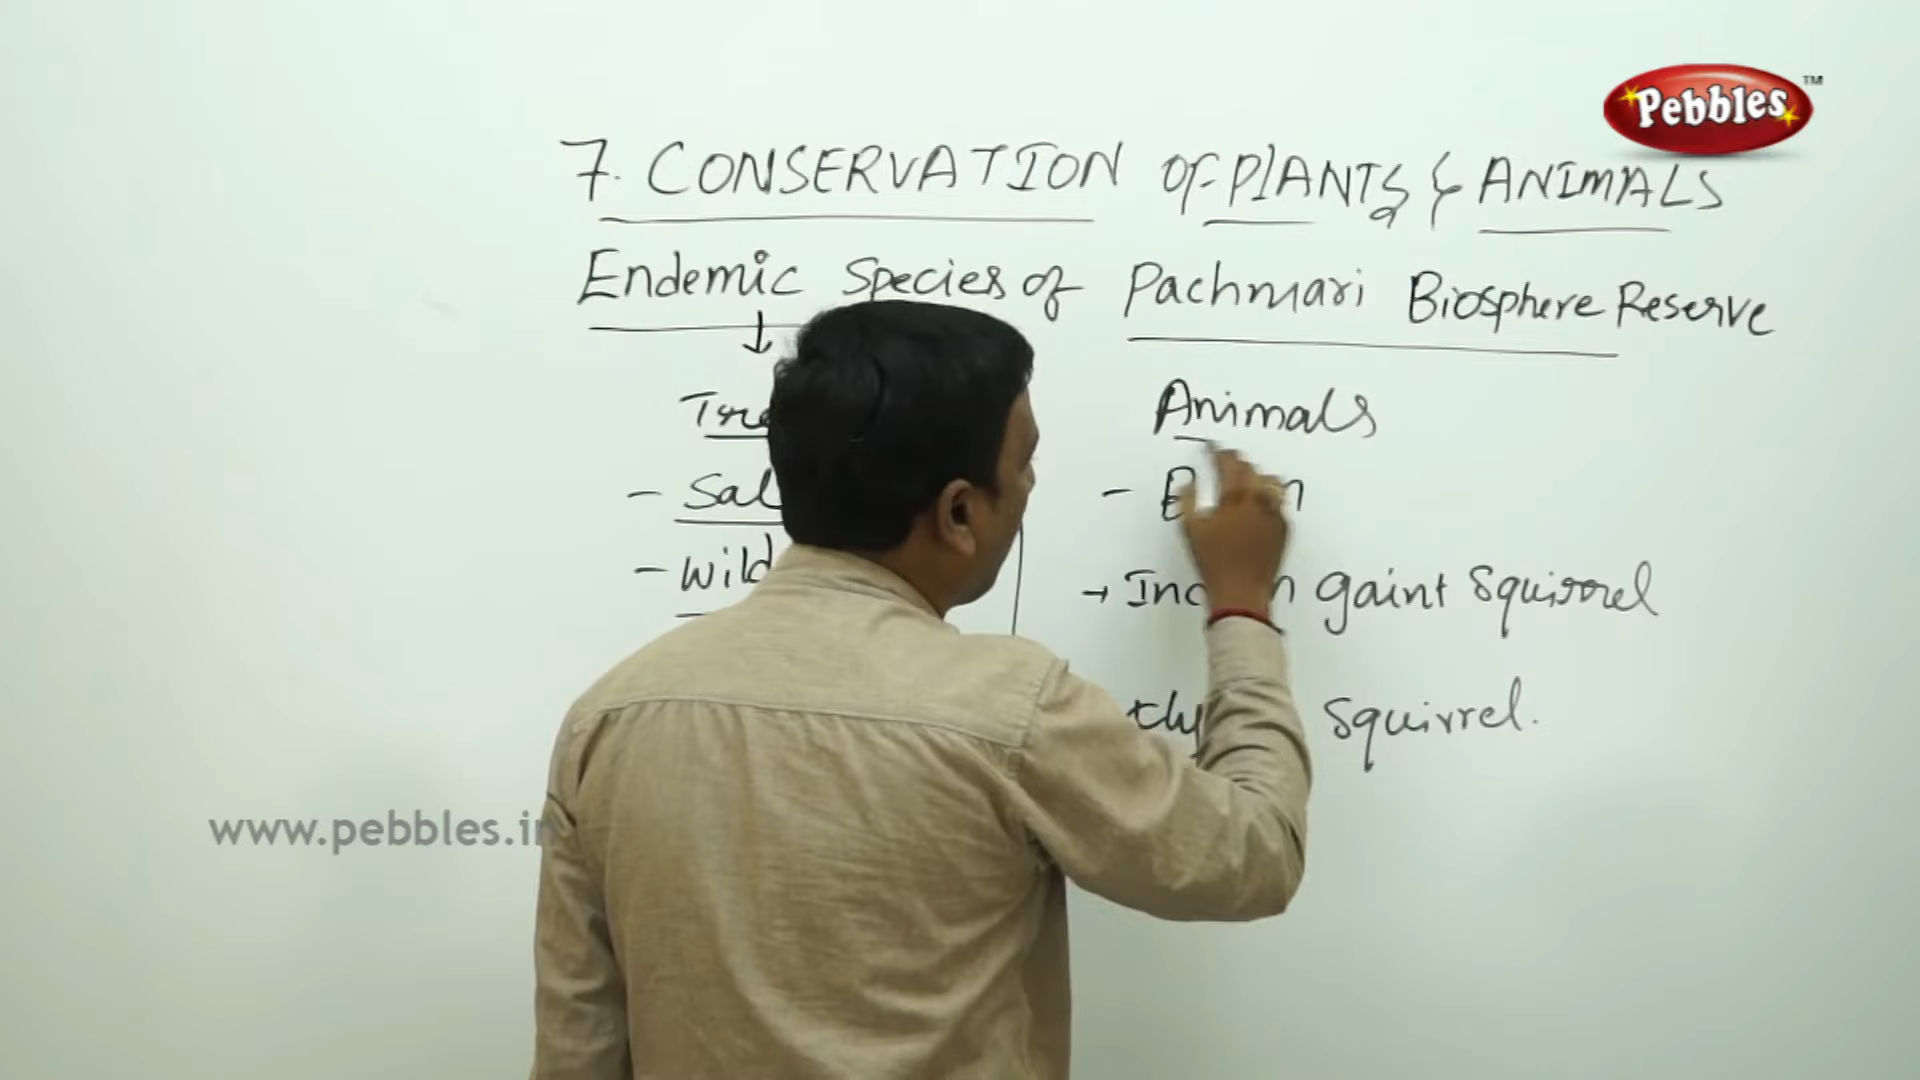 Pebbles TM
7. CONSERVATION OF PLANTS & ANIMALS
Endemic Species of Pachmari Biosphere Reserve
Animals
- Sal
- Wild
→ gaint Squirrel
Squirrel.
www.pebbles.in